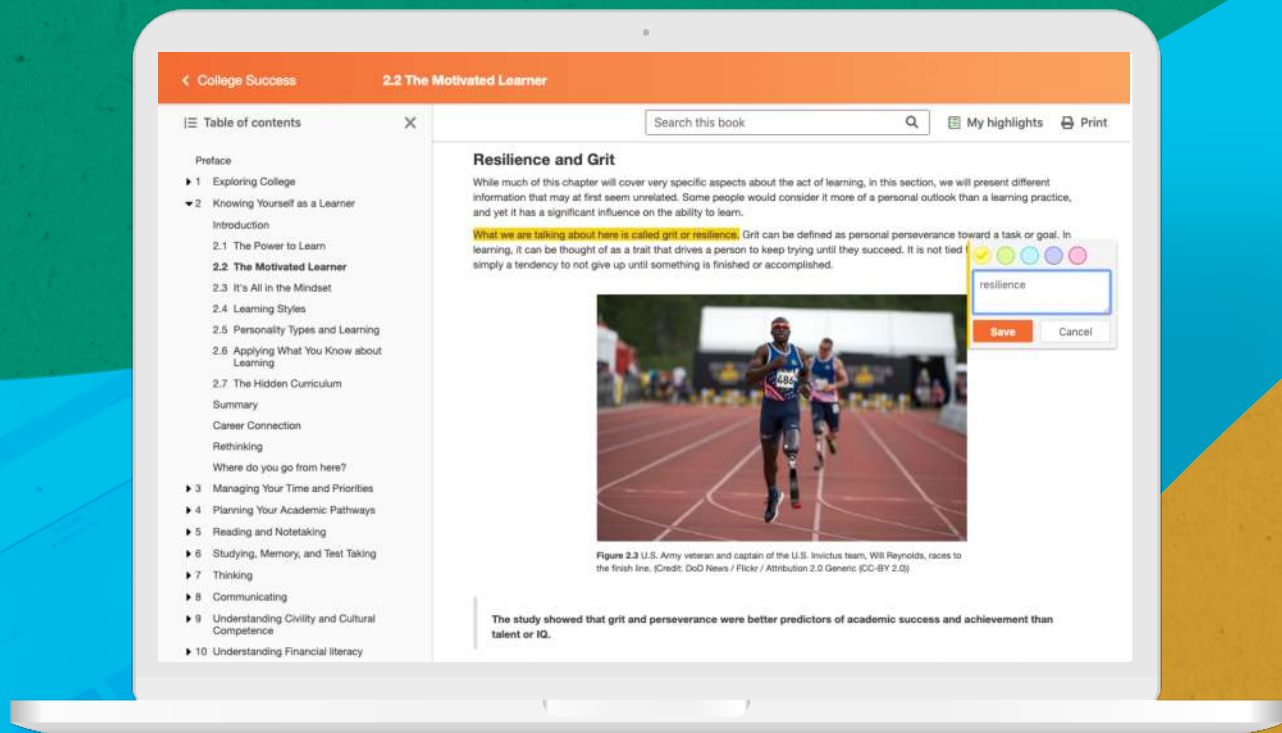 College Success
2.2 The Motivated Learner
Table of contents
Search this book
My highlights
Print
Preface
1 Exploring College
2 Knowing Yourself as a Learner
Introduction
2.1 The Power to Learn
2.2 The Motivated Learner
2.3 It's All in the Mindset
2.4 Learning Styles
2.5 Personality Types and Learning
2.6 Applying What You Know about
Learning
2.7 The Hidden Curriculum
Summary
Career Connection
Rethinking
Where do you go from here?
3 Managing Your Time and Priorities
4 Planning Your Academic Pathways
5 Reading and Notetaking
6 Studying, Memory, and Test Taking
7 Thinking
8 Communicating
9 Understanding Civility and Cultural
Competence
10 Understanding Financial literacy
Resilience and Grit
While much of this chapter will cover very specific aspects about the act of learning, in this section, we will present different
information that may at first seem unrelated. Some people would consider it more of a personal outlook than a learning practice,
and yet it has a significant influence on the ability to learn.
What we are talking about here is called grit or resilience. Grit can be defined as personal perseverance toward a task or goal. In
learning, it can be thought of as a trait that drives a person to keep trying until they succeed. It is not tied
simply a tendency to not give up until something is finished or accomplished.
resilience
Save
Cancel
486
Figure 2.3 U.S. Army veteran and captain of the U.S. Invictus team, Will Reynolds, races to
the finish line. (Credit: DoD News / Flickr / Attribution 2.0 Generic (CC-BY 2.0))
The study showed that grit and perseverance were better predictors of academic success and achievement than
talent or IQ.